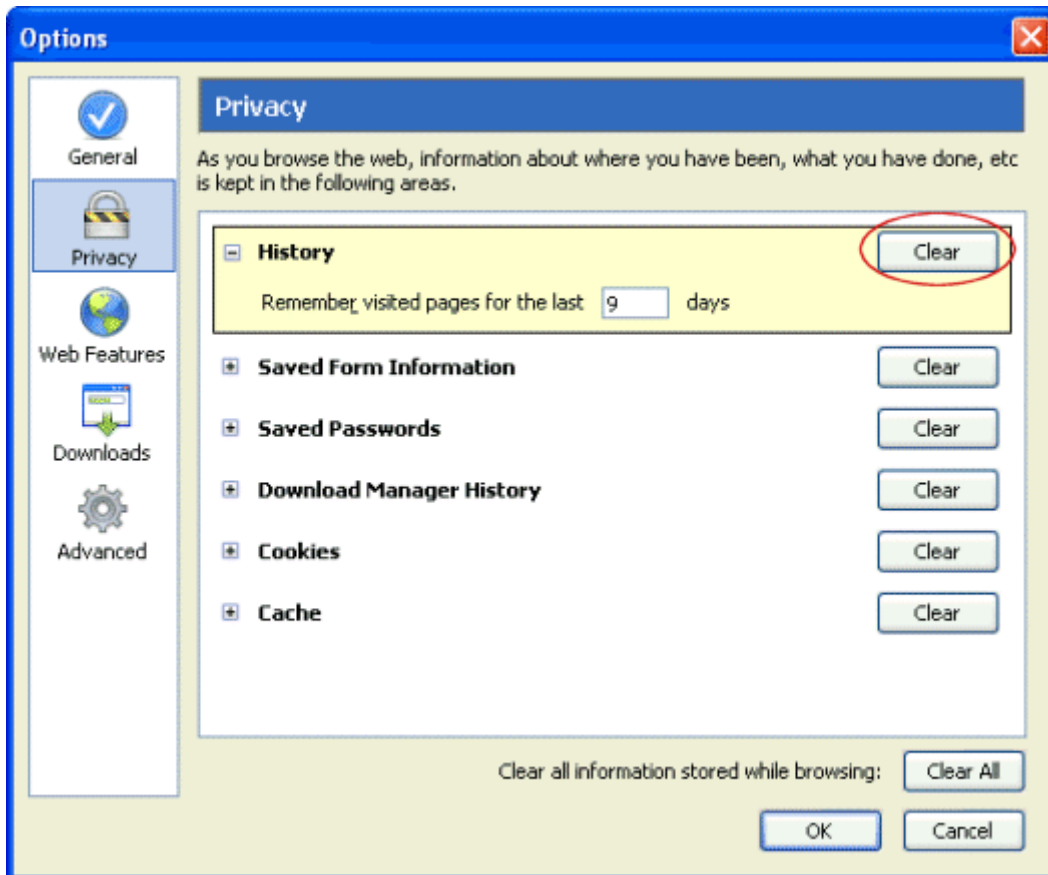 Options
General
Privacy
Web Features
Downloads
Advanced
Privacy
As you browse the web, information about where you have been, what you have done, etc
is kept in the following areas.
History Clear
Remember visited pages for the last 9 days
Saved Form Information Clear
Saved Passwords Clear
Download Manager History Clear
Cookies Clear
Cache Clear
Clear all information stored while browsing: Clear All
OK Cancel